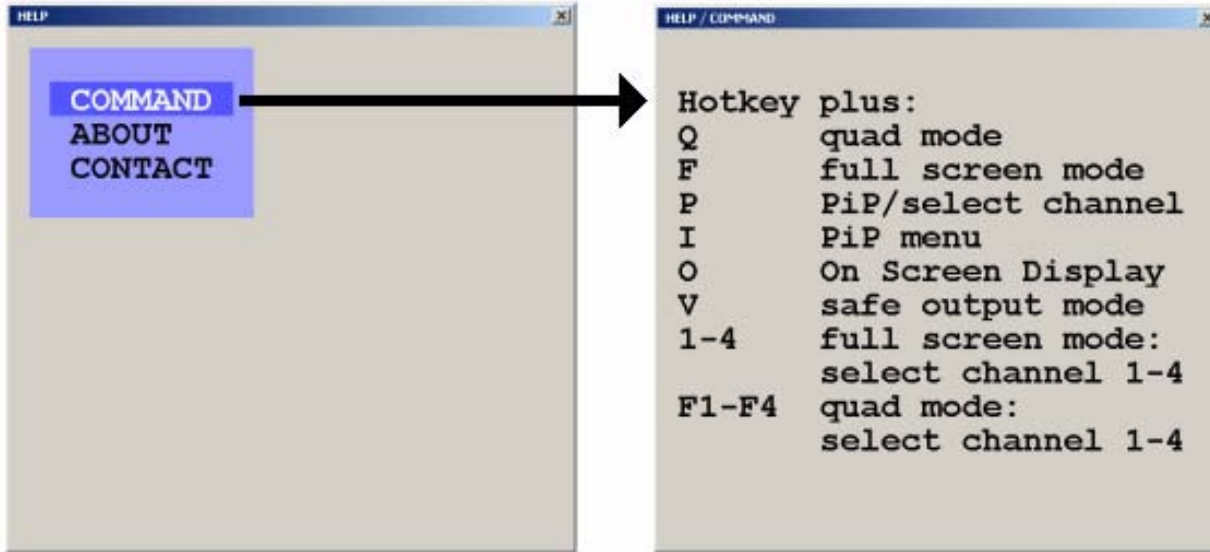 HELP
COMMAND
ABOUT
CONTACT
HELP / COMMAND
Hotkey plus:
Q quad mode
F full screen mode
P PiP/select channel
I PiP menu
O On Screen Display
V safe output mode
1-4 full screen mode:
select channel 1-4
F1-F4 quad mode:
select channel 1-4